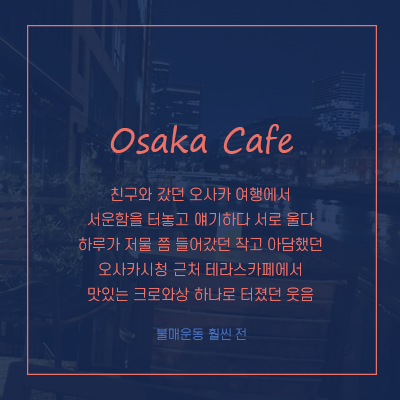 Osaka Cafe
친구와 갔던 오사카 여행에서
서운함을 터놓고 얘기하다 서로 울다
하루가 저물 쯤 들어갔던 작고 아담했던
오사카시청 근처 테라스카페에서
맛있는 크로와상 하나로 터졌던 웃음
불매운동 훨씬 전